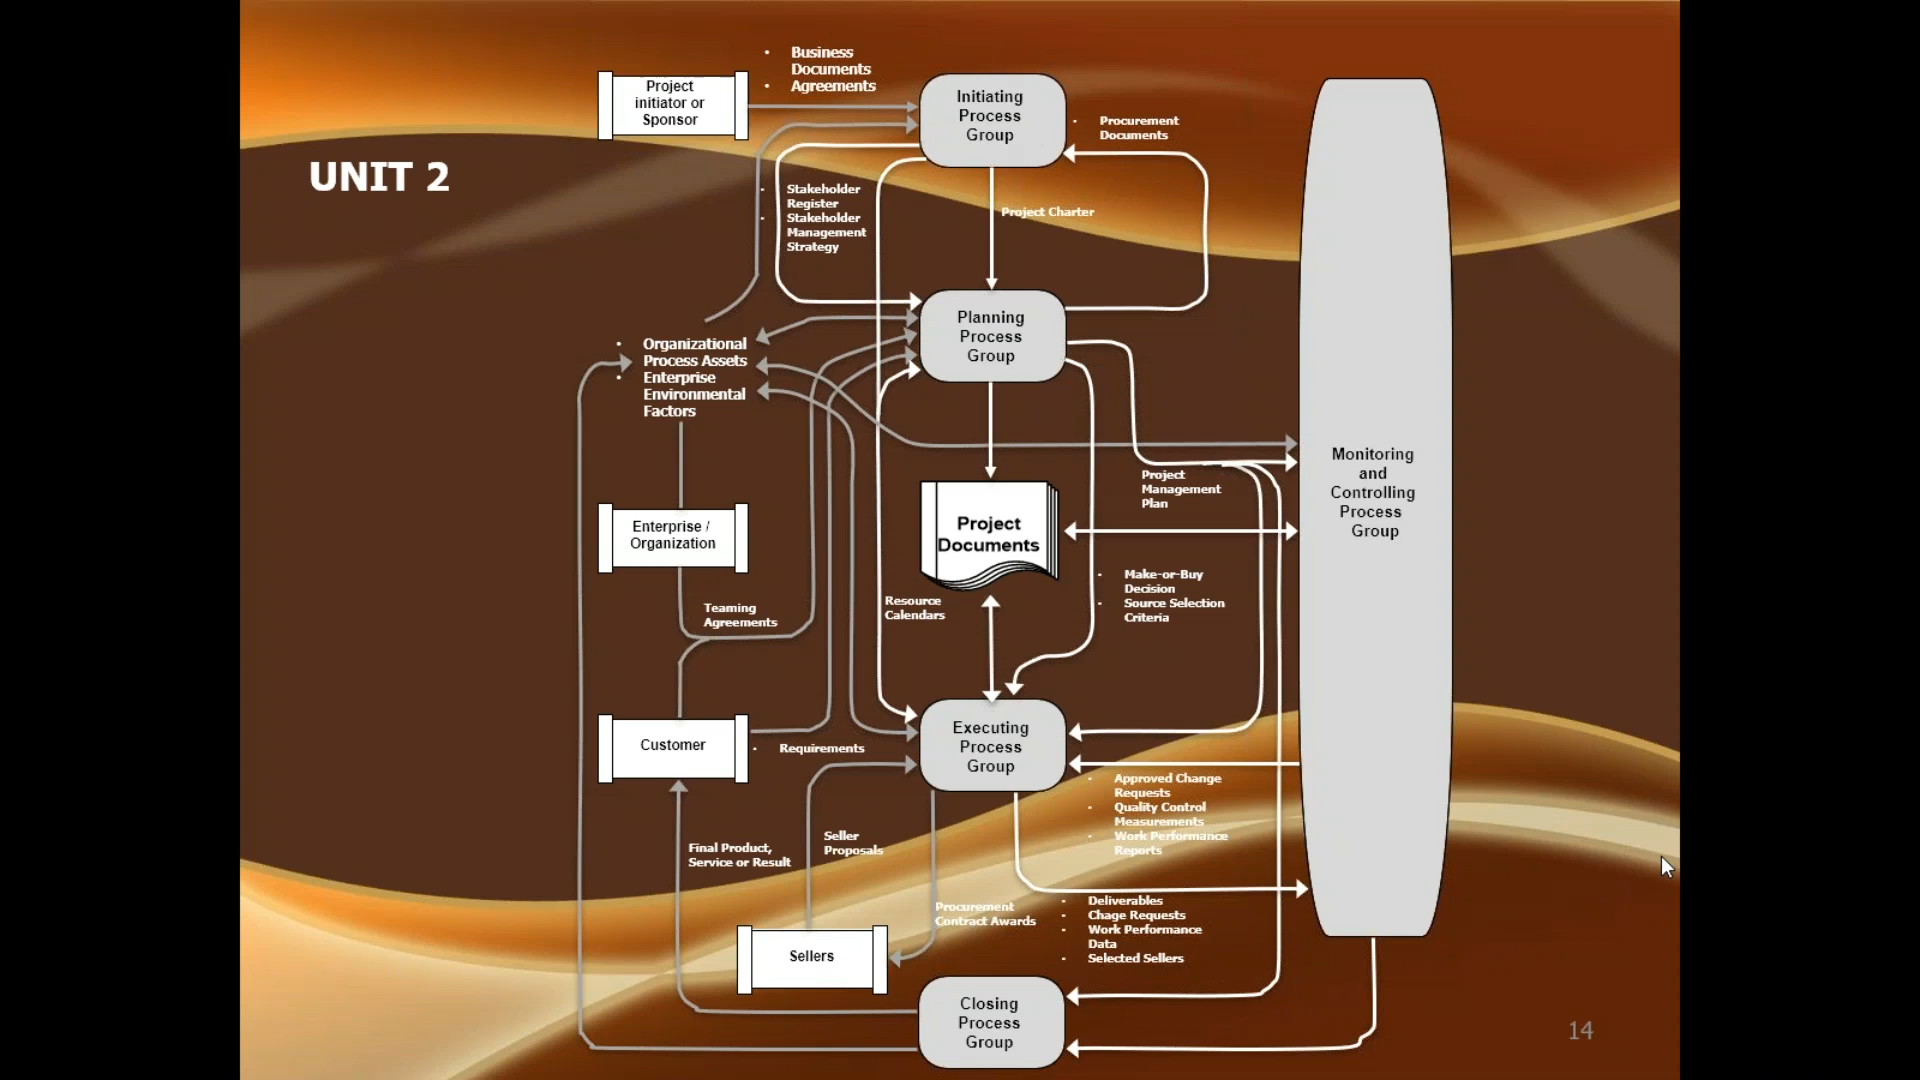 Business
Documents
Agreements
Project
initiator or
Sponsor
Initiating
Process
Group
Procurement
Documents
UNIT 2
Stakeholder
Register
Stakeholder
Management
Strategy
Project Charter
Planning
Process
Group
Organizational
Process Assets
Enterprise
Environmental
Factors
Monitoring
and
Controlling
Process
Group
Project
Management
Plan
Enterprise /
Organization
Project
Documents
Make-or-Buy
Decision
Source Selection
Criteria
Teaming
Agreements
Resource
Calendars
Customer
Requirements
Executing
Process
Group
Approved Change
Requests
Quality Control
Measurements
Work Performance
Reports
Final Product,
Service or Result
Seller
Proposals
Procurement
Contract Awards
Deliverables
Chage Requests
Work Performance
Data
Selected Sellers
Sellers
Closing
Process
Group
14